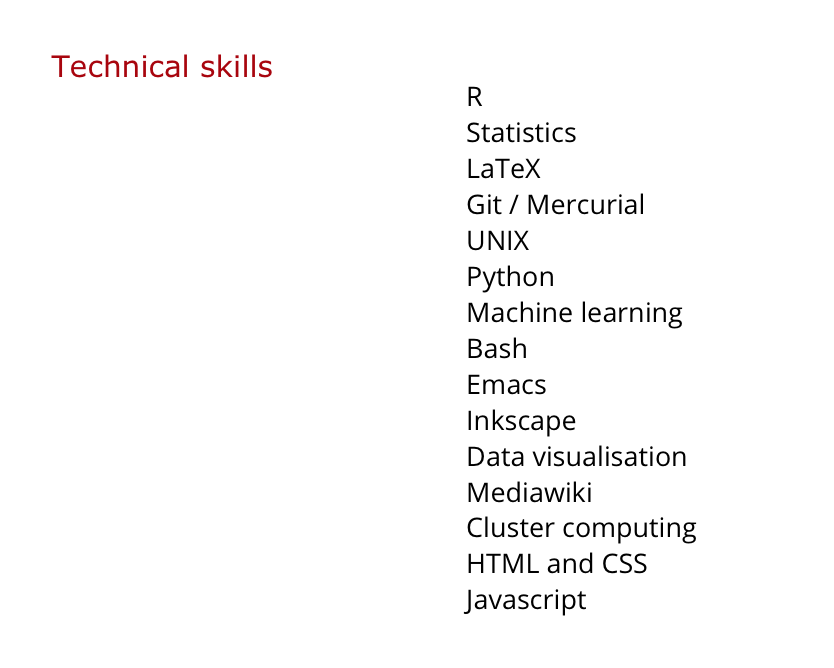 Technical skills
R
Statistics
LaTeX
Git / Mercurial
UNIX
Python
Machine learning
Bash
Emacs
Inkscape
Data visualisation
Mediawiki
Cluster computing
HTML and CSS
Javascript